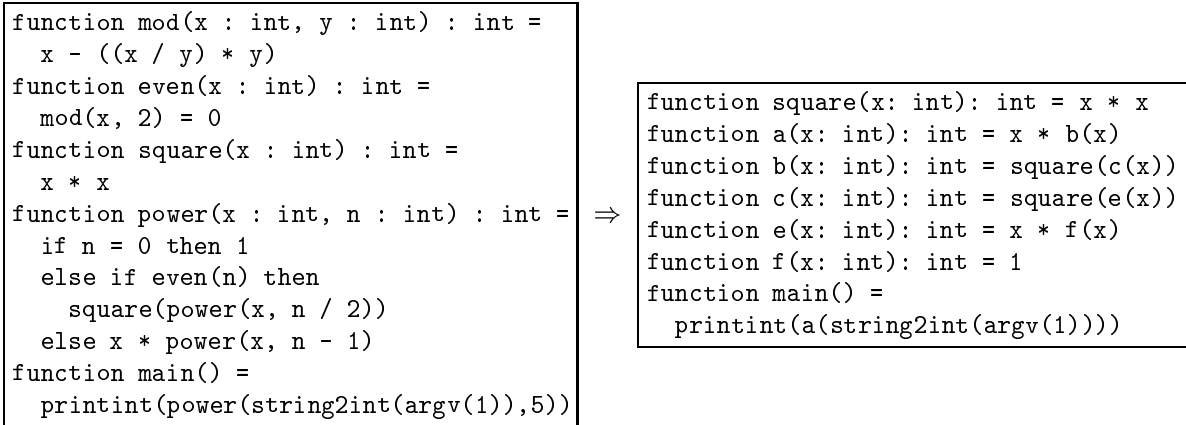 function mod(x : int, y : int) : int =
  x - ((x / y) * y)
function even(x : int) : int =
  mod(x, 2) = 0
function square(x : int) : int =
  x * x
function power(x : int, n : int) : int =
  if n = 0 then 1
  else if even(n) then
    square(power(x, n / 2))
  else x * power(x, n - 1)
function main() =
  printint(power(string2int(argv(1)),5))
⇒
function square(x: int): int = x * x
function a(x: int): int = x * b(x)
function b(x: int): int = square(c(x))
function c(x: int): int = square(e(x))
function e(x: int): int = x * f(x)
function f(x: int): int = 1
function main() =
  printint(a(string2int(argv(1))))